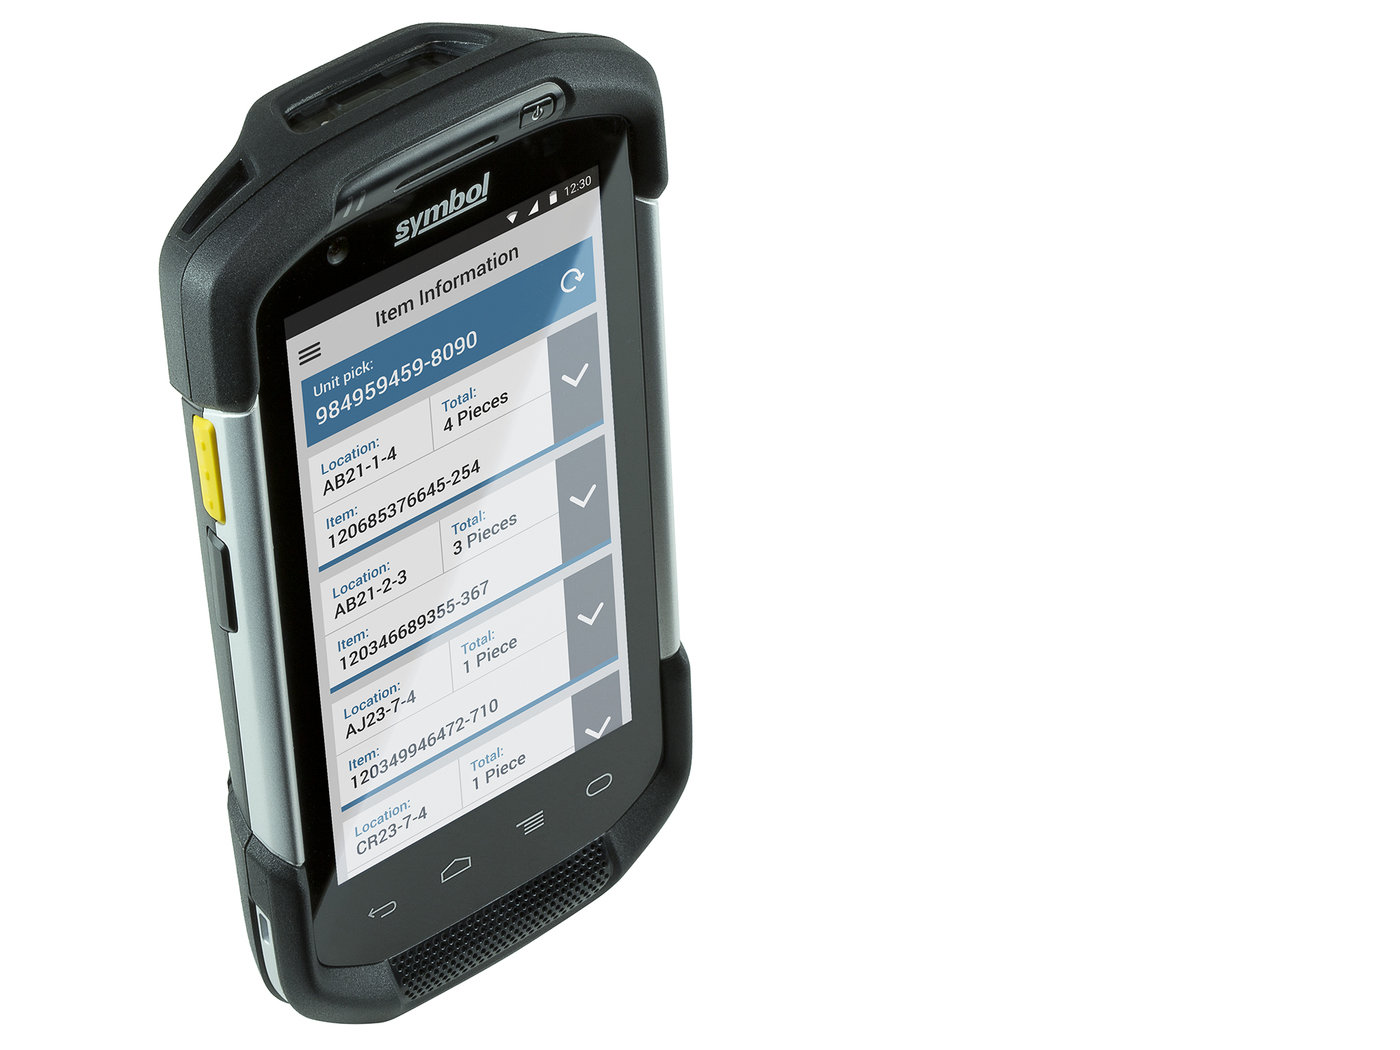 symbol
12:30
Item Information
Unit pick:
984959459-8090
Location:
AB21-1-4
Total:
4 Pieces
Item:
120685376645-254
Location:
AB21-2-3
Total:
3 Pieces
Item:
120346689355-367
Location:
AJ23-7-4
Total:
1 Piece
Item:
120349946472-710
Location:
CR23-7-4
Total:
1 Piece